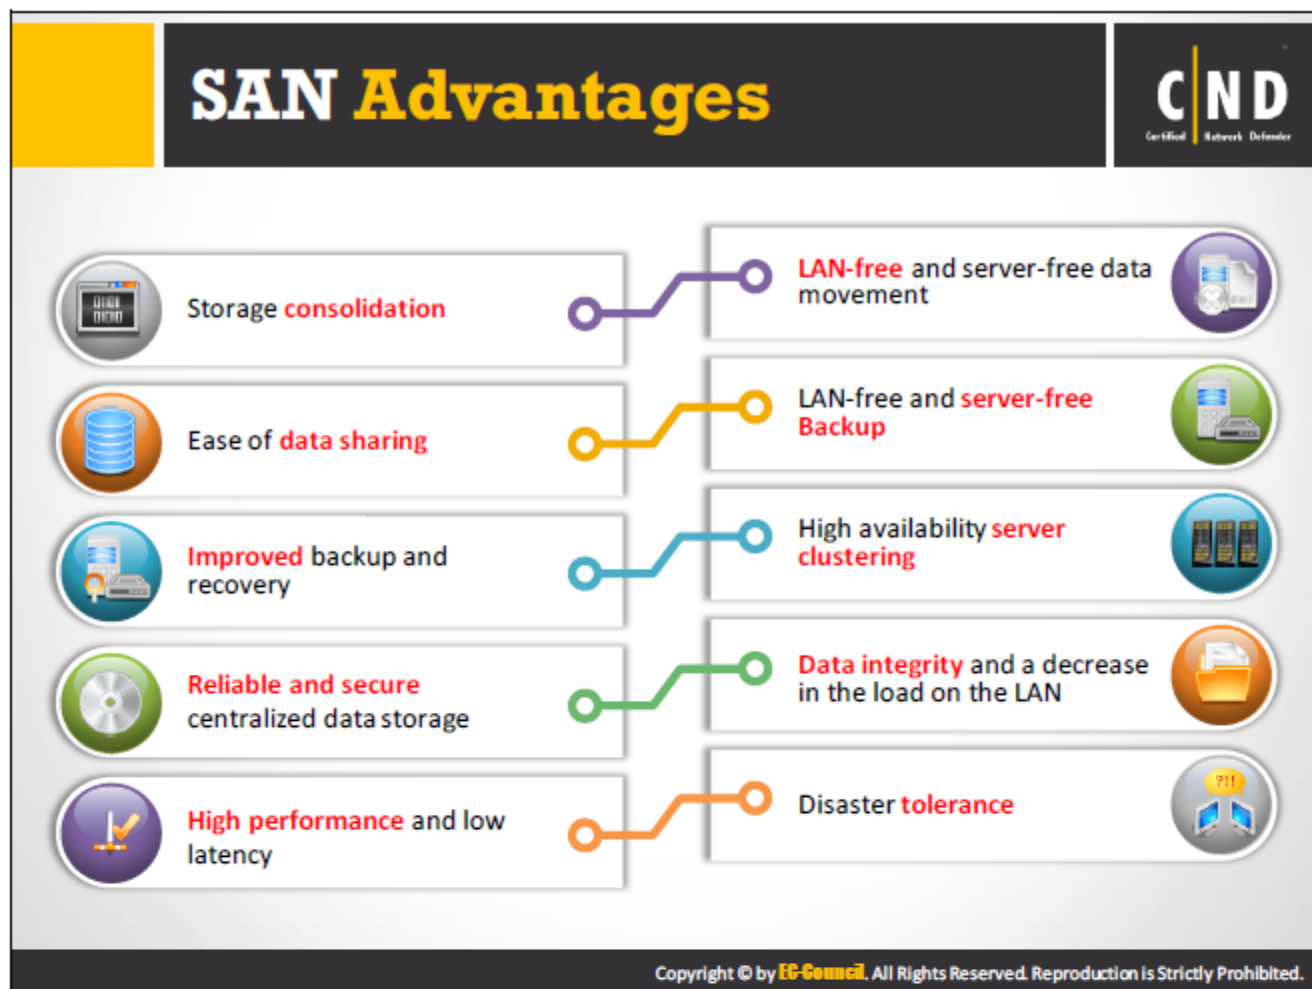 SAN Advantages
C|ND
Certified Network Defender
Storage consolidation
LAN-free and server-free data
movement
Ease of data sharing
LAN-free and server-free
Backup
Improved backup and
recovery
High availability server
clustering
Reliable and secure
centralized data storage
Data integrity and a decrease
in the load on the LAN
High performance and low
latency
Disaster tolerance
?!!
Copyright © by EC-Council. All Rights Reserved. Reproduction is Strictly Prohibited.